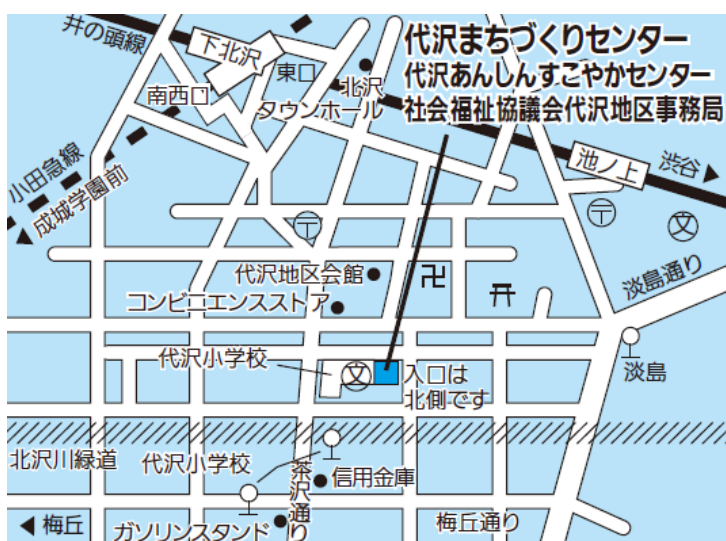 井の頭線
下北沢
東口
南西口
北沢
タウンホール
代沢まちづくりセンター
代沢あんしんすこやかセンター
社会福祉協議会代沢地区事務局
池ノ上
渋谷▶
小田急線
◀成城学園前
〒
〒
文
淡島通り
代沢地区会館
卍
コンビニエンスストア
代沢小学校
文
入口は
北側です
淡島
北沢川緑道
代沢小学校
茶沢通り
信用金庫
◀梅丘
ガソリンスタンド
梅丘通り